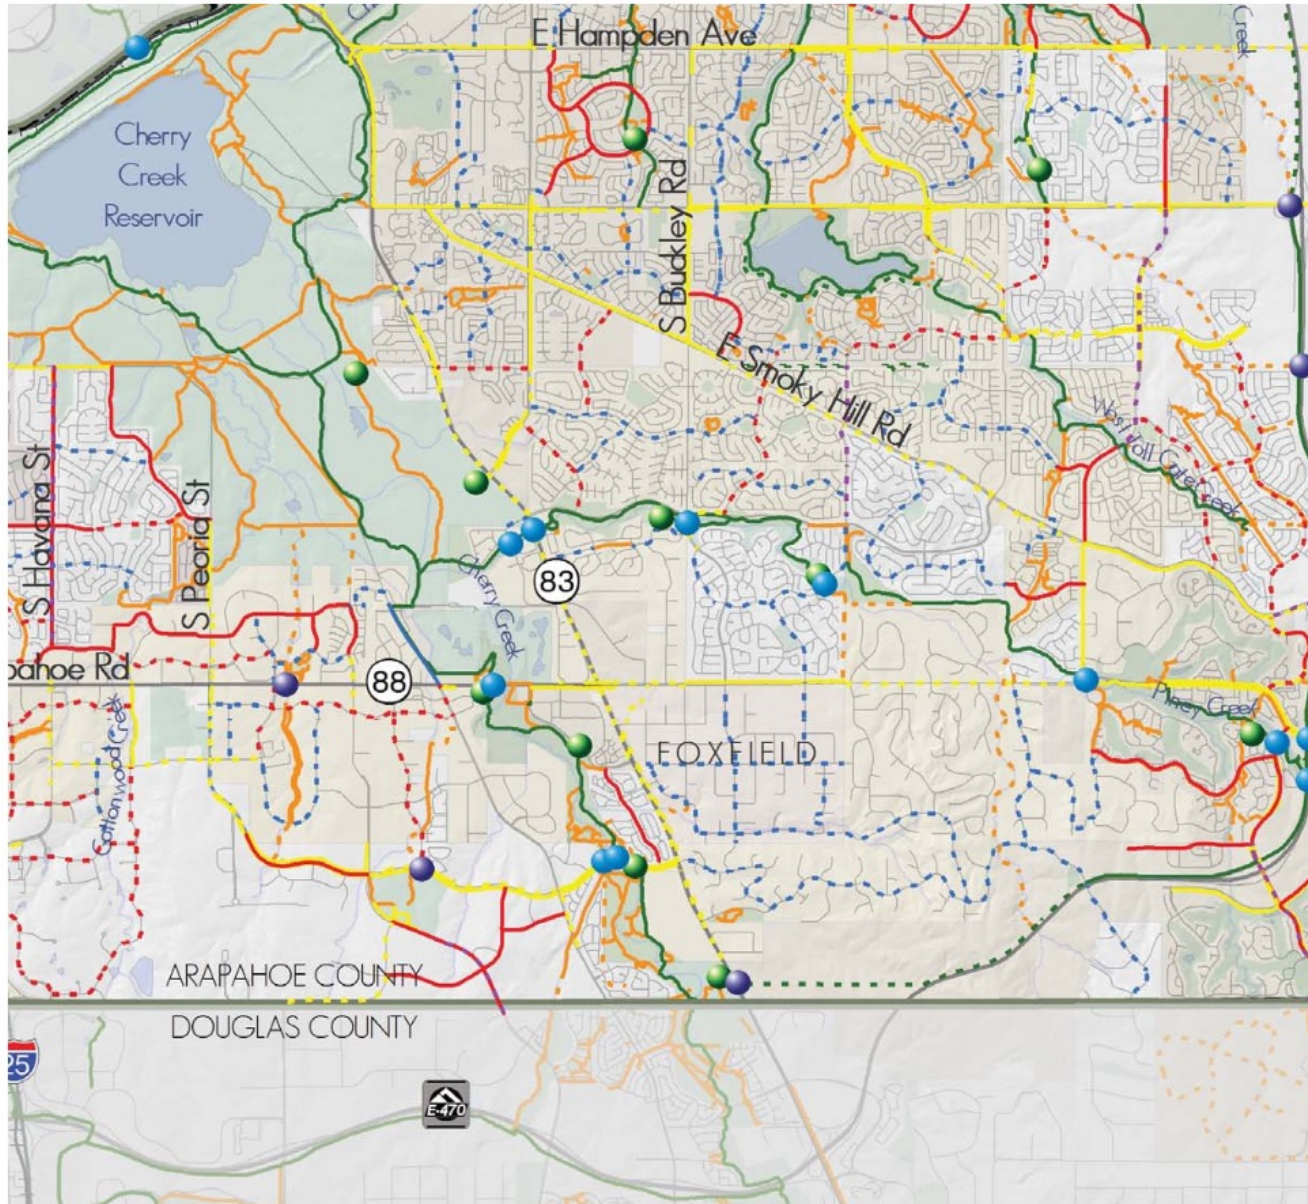 E Hampden Ave
Creek
Cherry
Creek
Reservoir
S Buckley Rd
E Smoky Hill Rd
West Toll Gate Creek
S Havana St
S Peoria St
Cherry Creek
83
pahoe Rd
88
Cottonwood Creek
Piney Creek
FOXFIELD
ARAPAHOE COUNTY
DOUGLAS COUNTY
25
E-470